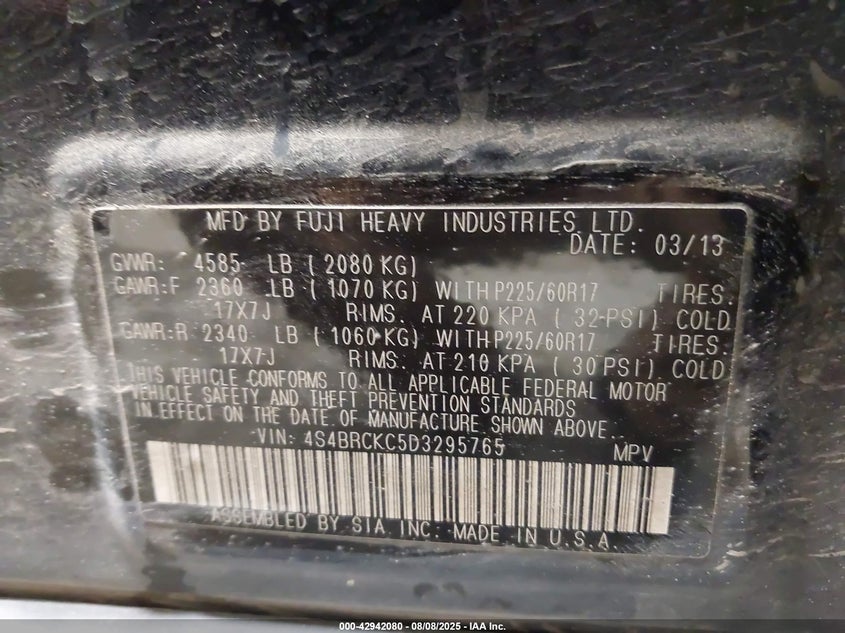 MFD BY FUJI HEAVY INDUSTRIES LTD.
DATE: 03/13
GVWR: 4585 LB ( 2080 KG)
GAWR:F 2360 LB ( 1070 KG) WITH P225/60R17 TIRES.
17X7J RIMS. AT 220 KPA ( 32 PSI) COLD
GAWR:R 2340 LB ( 1060 KG) WITH P225/60R17 TIRES.
17X7J RIMS. AT 210 KPA ( 30 PSI) COLD
THIS VEHICLE CONFORMS TO ALL APPLICABLE FEDERAL MOTOR
VEHICLE SAFETY AND THEFT PREVENTION STANDARDS
IN EFFECT ON THE DATE OF MANUFACTURE SHOWN ABOVE.
VIN: 4S4BRCKC5D3295765 MPV
ASSEMBLED BY SIA INC. MADE IN U.S.A.
000-42942080 - 08/08/2025 - IAA Inc.